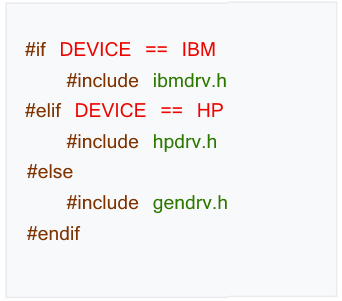 #if DEVICE == IBM
#include ibmdrv.h
#elif DEVICE == HP
#include hpdrv.h
#else
#include gendrv.h
#endif